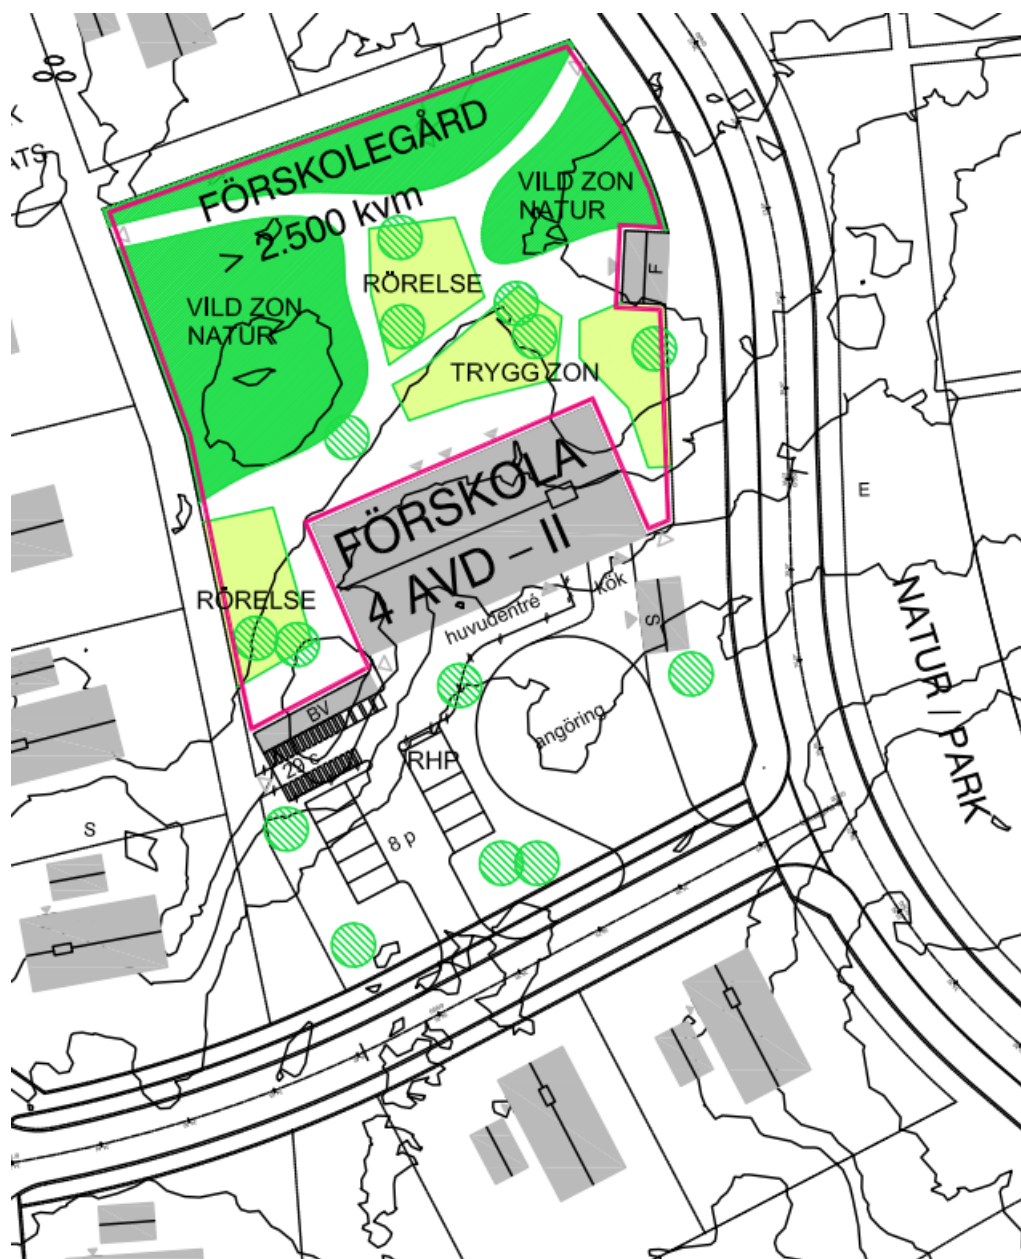 ATS
FÖRSKOLEGÅRD
> 2.500 kvm
VILD ZON
NATUR
F
RÖRELSE
VILD ZON
NATUR
TRYGG ZON
FÖRSKOLA
4 AVD – II
E
RÖRELSE
huvudentré
kök
S
NATUR / PARK
BV
angöring
20 c
RHP
S
8 p